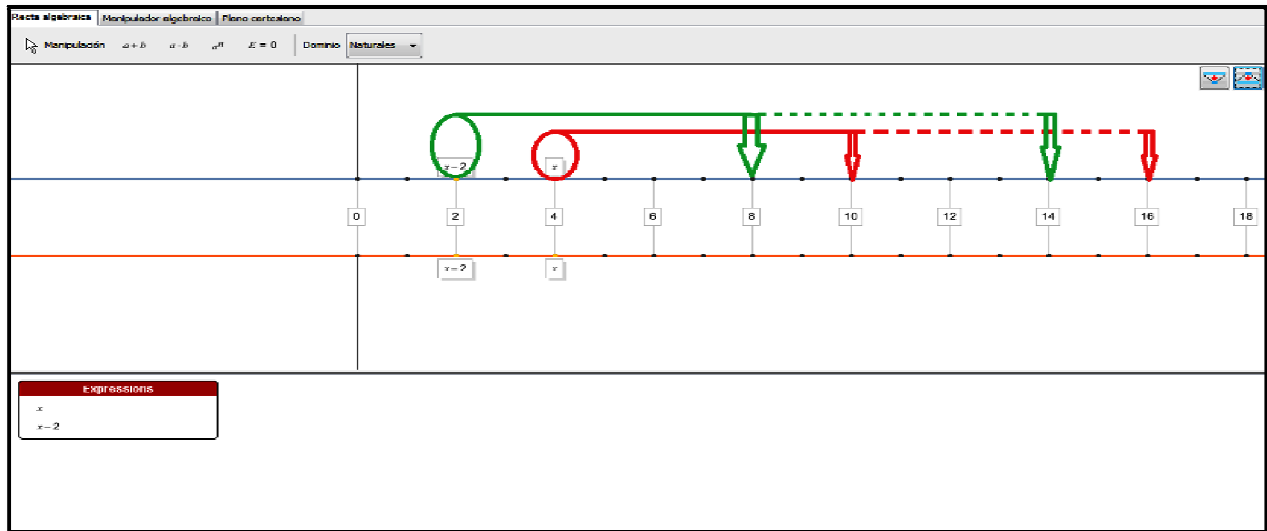 Recta algebraica Manipulador algebraico Plano cartesiano
Manipulación a+b a·b aⁿ E = 0 Dominio Naturales
x−2 x
0 2 4 6 8 10 12 14 16 18
x−2 x
Expressions
x
x−2